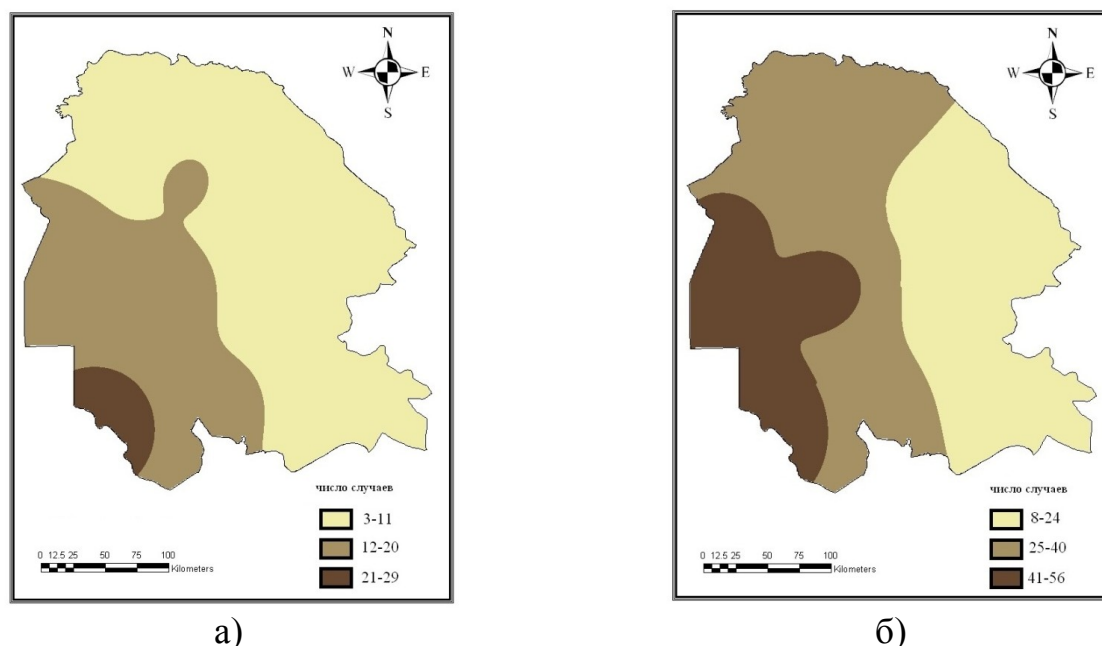 N
W E
S
число случаев
3-11
12-20
21-29
0 12.5 25 50 75 100
Kilometers
а)
N
W E
S
число случаев
8-24
25-40
41-56
0 12.5 25 50 75 100
Kilometers
б)